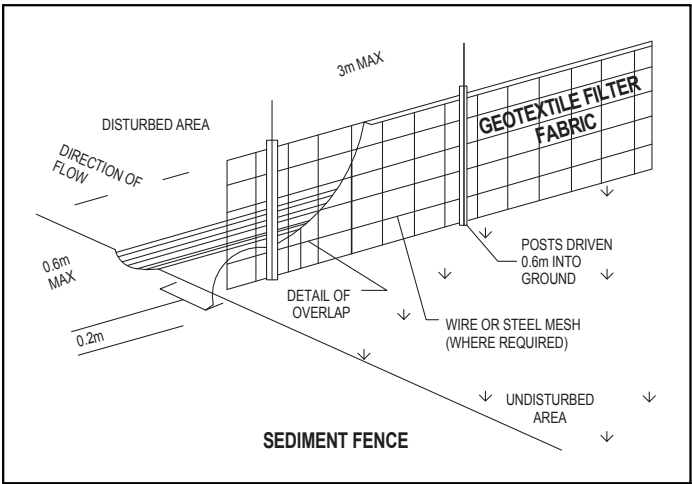 3m MAX
DISTURBED AREA
DIRECTION OF
FLOW
GEOTEXTILE FILTER
FABRIC
0.6m
MAX
0.2m
DETAIL OF
OVERLAP
POSTS DRIVEN
0.6m INTO
GROUND
WIRE OR STEEL MESH
(WHERE REQUIRED)
UNDISTURBED
AREA
SEDIMENT FENCE